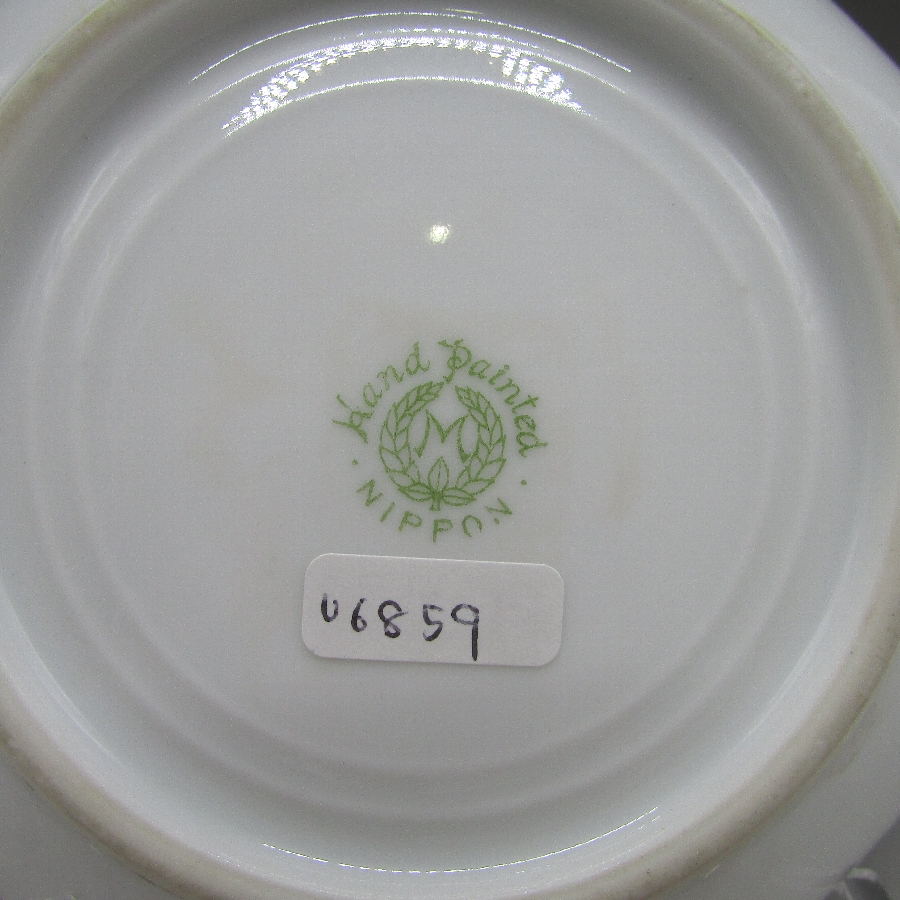 Hand Painted
M
· NIPPON ·
U6859